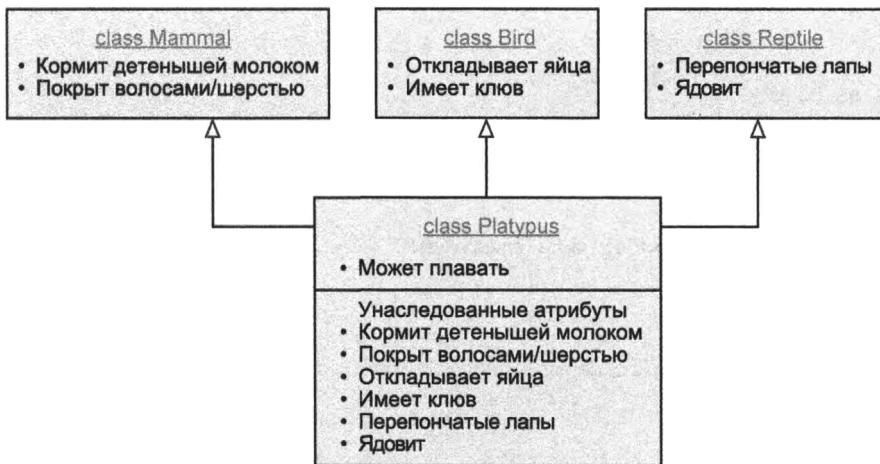 class Mammal
• Кормит детенышей молоком
• Покрыт волосами/шерстью
class Bird
• Откладывает яйца
• Имеет клюв
class Reptile
• Перепончатые лапы
• Ядовит
class Platypus
• Может плавать
Унаследованные атрибуты
• Кормит детенышей молоком
• Покрыт волосами/шерстью
• Откладывает яйца
• Имеет клюв
• Перепончатые лапы
• Ядовит